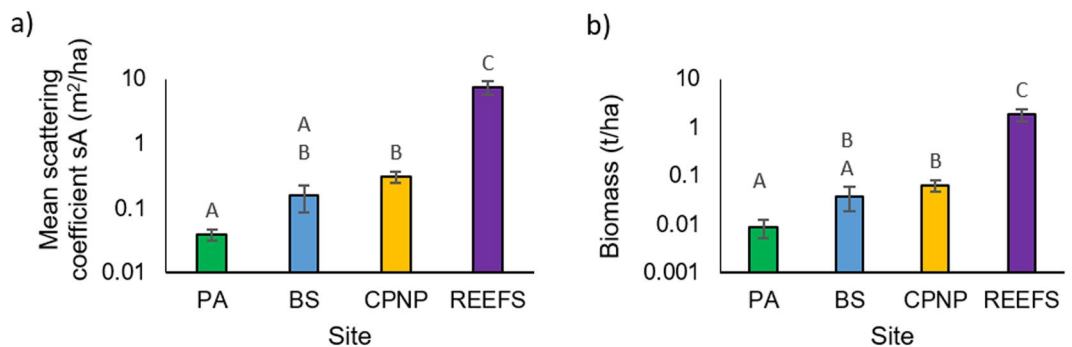 a)
Mean scattering
coefficient sA (m²/ha)
10
1
0.1
0.01
A
A
B
B
C
PA BS CPNP REEFS
Site
b)
Biomass (t/ha)
10
1
0.1
0.01
0.001
A
B
A
B
C
PA BS CPNP REEFS
Site